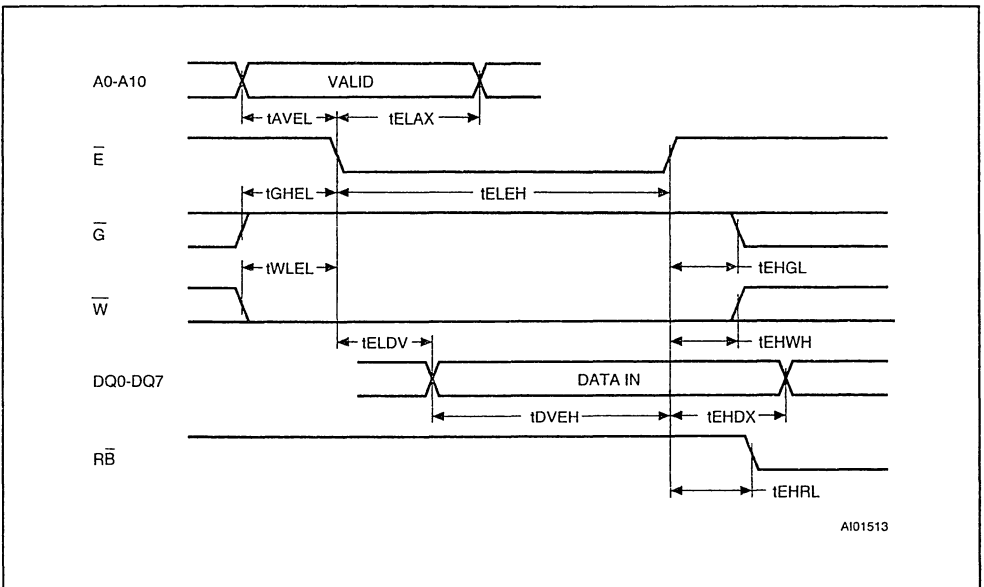 A0-A10
VALID
tAVEL
tELAX
E̅
tGHEL
tELEH
G̅
tWLEL
tEHGL
W̅
tELDV
tEHWH
DQ0-DQ7
DATA IN
tDVEH
tEHDX
RB̅
tEHRL
AI01513